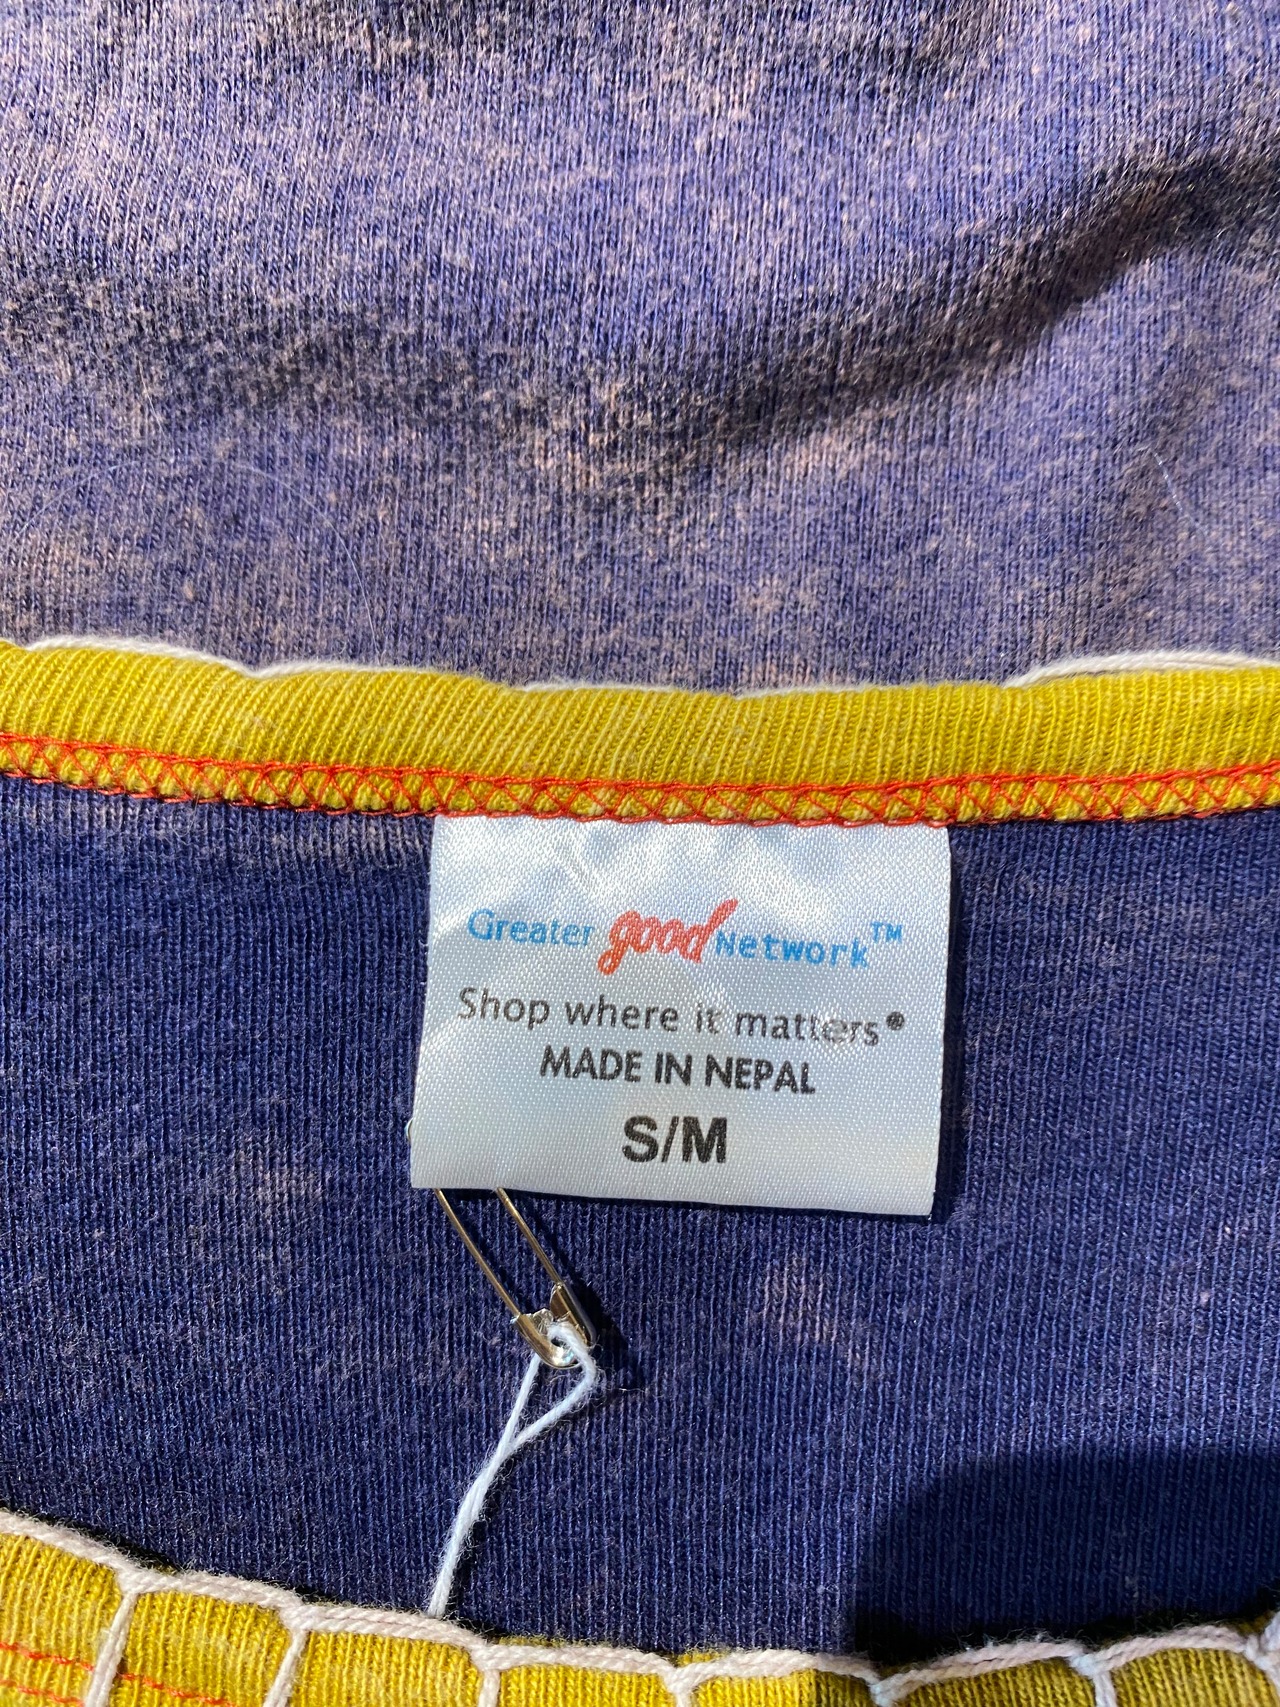 Greater good Network™
Shop where it matters®
MADE IN NEPAL
S/M